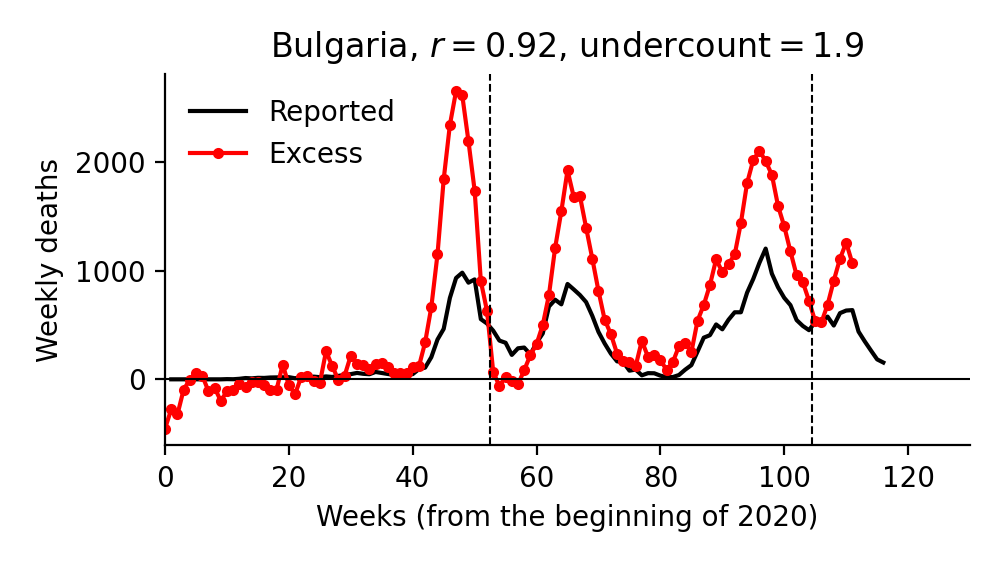 Bulgaria, r = 0.92, undercount = 1.9
Reported
Excess
Weekly deaths
2000
1000
0
0 20 40 60 80 100 120
Weeks (from the beginning of 2020)